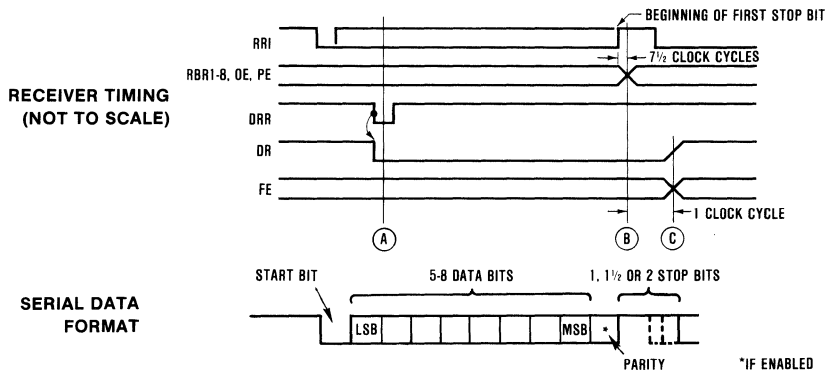 BEGINNING OF FIRST STOP BIT
RRI
7½ CLOCK CYCLES
RBR1-8, OE, PE
RECEIVER TIMING
(NOT TO SCALE)
DRR
DR
FE
1 CLOCK CYCLE
A B C
START BIT 5-8 DATA BITS 1, 1½ OR 2 STOP BITS
SERIAL DATA
FORMAT
LSB MSB *
PARITY *IF ENABLED